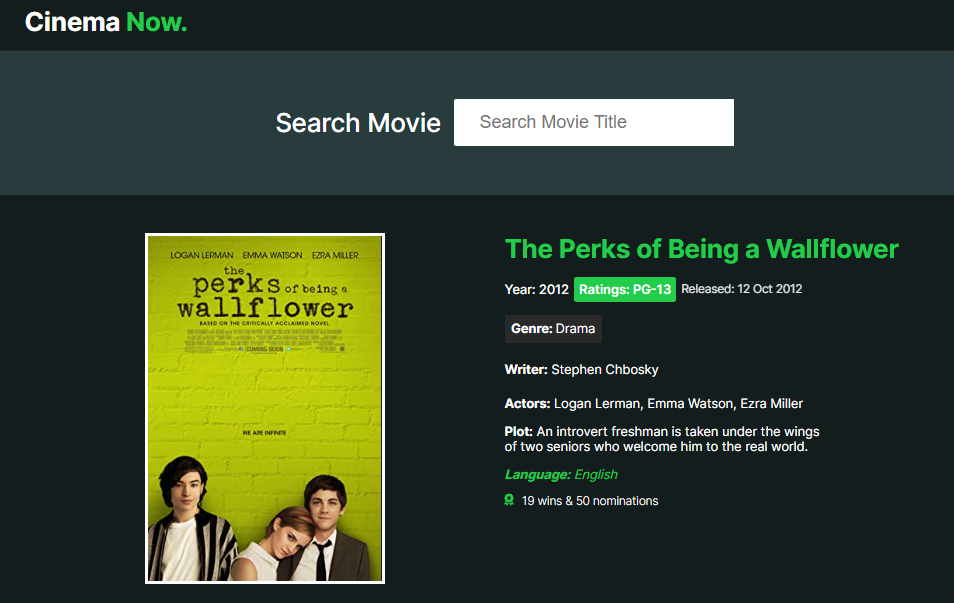 Cinema Now.
Search Movie
Search Movie Title
LOGAN LERMAN EMMA WATSON EZRA MILLER
the
perks of being a
wallflower
BASED ON THE CRITICALLY ACCLAIMED NOVEL
COMING SOON
WE ARE INFINITE
The Perks of Being a Wallflower
Year: 2012 Ratings: PG-13 Released: 12 Oct 2012
Genre: Drama
Writer: Stephen Chbosky
Actors: Logan Lerman, Emma Watson, Ezra Miller
Plot: An introvert freshman is taken under the wings
of two seniors who welcome him to the real world.
Language: English
19 wins & 50 nominations